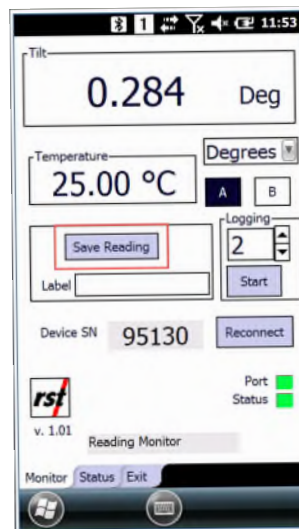 1 11:53
Tilt
0.284 Deg
Temperature
25.00 °C
Degrees
A B
Save Reading
Label
Logging
2
Start
Device SN 95130 Reconnect
rst
Port
Status
v. 1.01
Reading Monitor
Monitor Status Exit